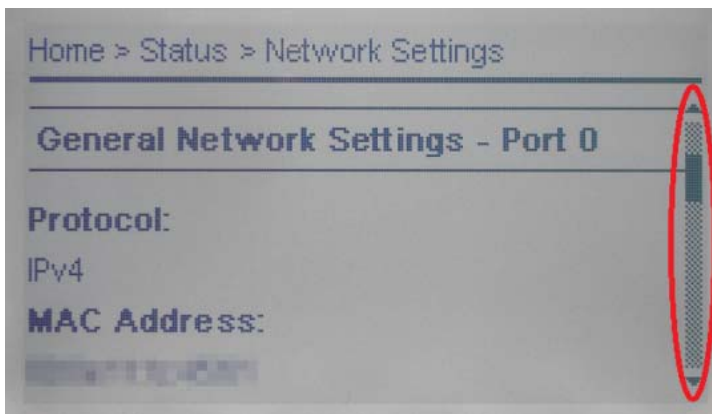 Home > Status > Network Settings
General Network Settings - Port 0
Protocol:
IPv4
MAC Address: